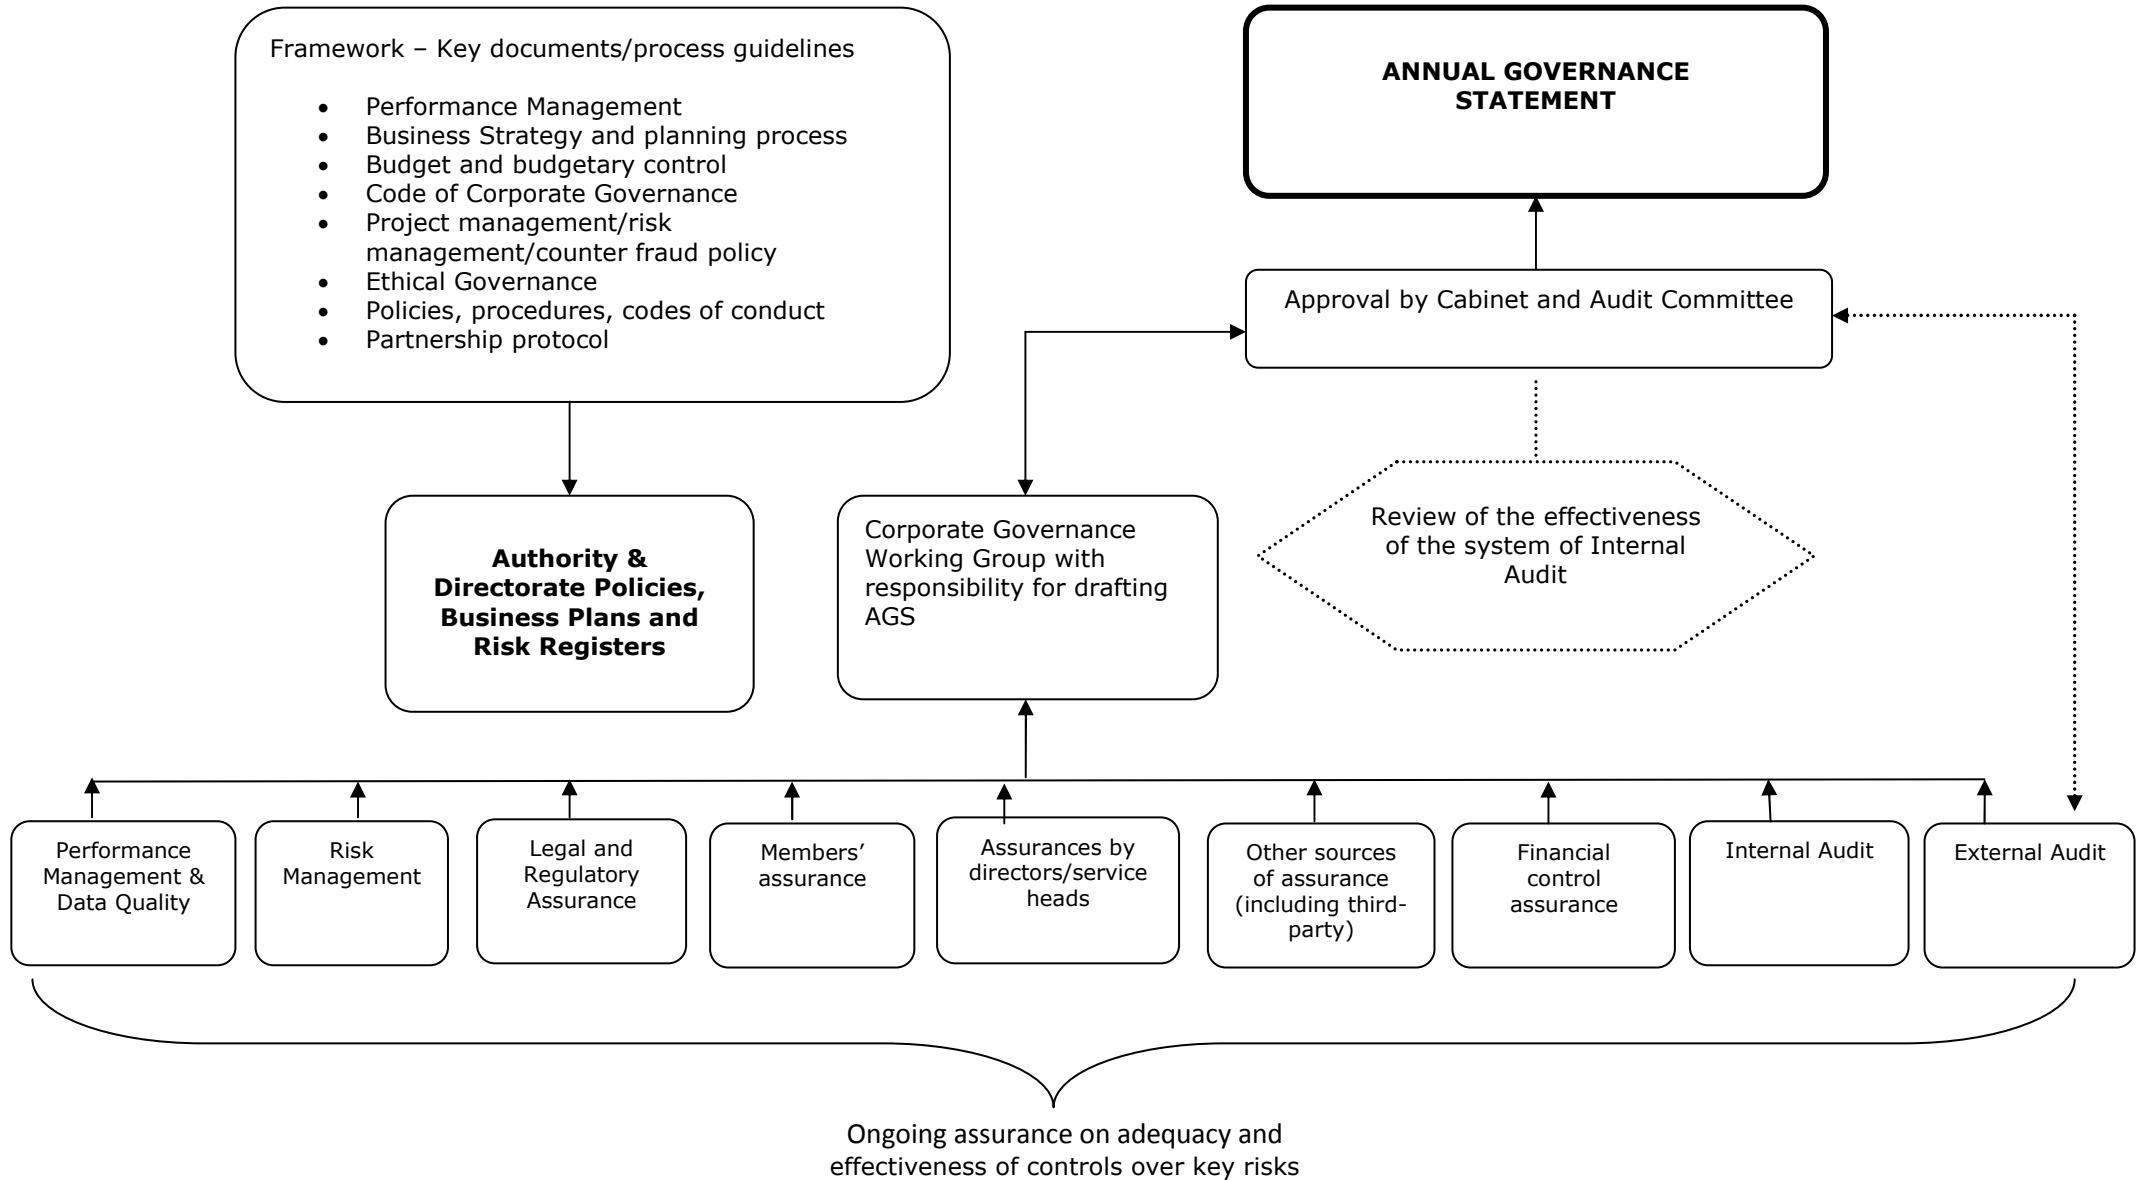 Framework – Key documents/process guidelines
• Performance Management
• Business Strategy and planning process
• Budget and budgetary control
• Code of Corporate Governance
• Project management/risk
management/counter fraud policy
• Ethical Governance
• Policies, procedures, codes of conduct
• Partnership protocol
ANNUAL GOVERNANCE
STATEMENT
Approval by Cabinet and Audit Committee
Authority &
Directorate Policies,
Business Plans and
Risk Registers
Corporate Governance
Working Group with
responsibility for drafting
AGS
Review of the effectiveness
of the system of Internal
Audit
Performance
Management &
Data Quality
Risk
Management
Legal and
Regulatory
Assurance
Members’
assurance
Assurances by
directors/service
heads
Other sources
of assurance
(including third-
party)
Financial
control
assurance
Internal Audit
External Audit
Ongoing assurance on adequacy and
effectiveness of controls over key risks